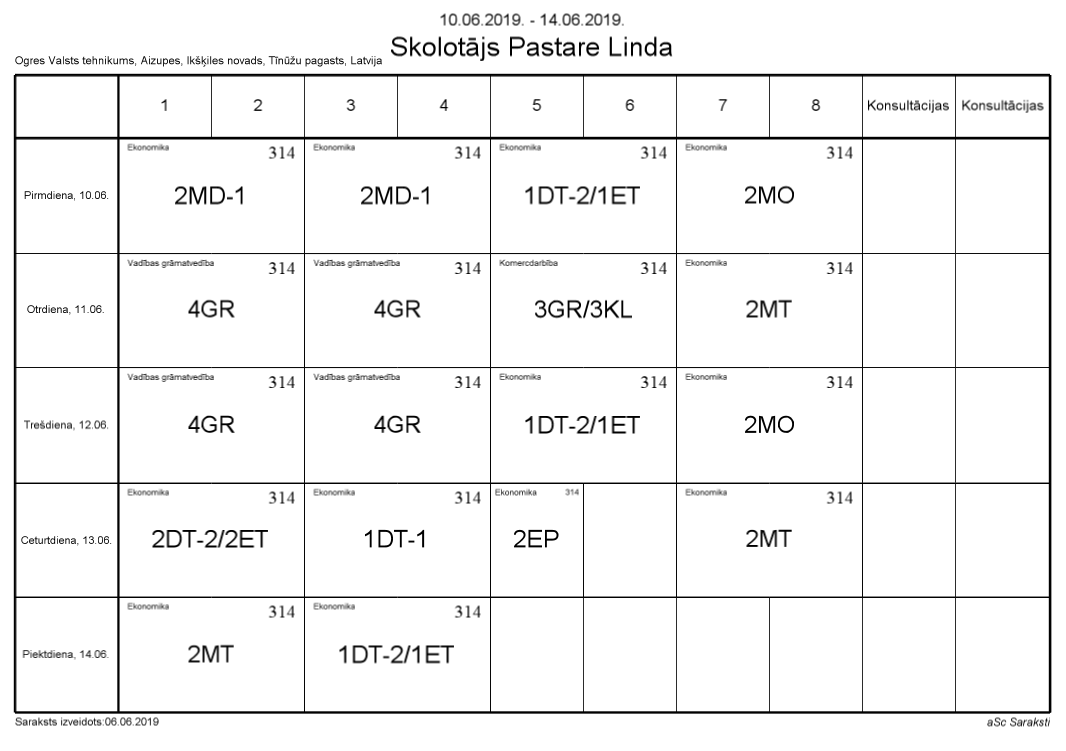 10.06.2019. - 14.06.2019.
Skolotājs Pastare Linda
Ogres Valsts tehnikums, Aizupes, Ikšķiles novads, Tīnūžu pagasts, Latvija
1 2 3 4 5 6 7 8 Konsultācijas Konsultācijas
Ekonomika 314 Ekonomika 314 Ekonomika 314 Ekonomika 314
Pirmdiena, 10.06. 2MD-1 2MD-1 1DT-2/1ET 2MO
Vadības grāmatvedība 314 Vadības grāmatvedība 314 Komercdarbība 314 Ekonomika 314
Otrdiena, 11.06. 4GR 4GR 3GR/3KL 2MT
Vadības grāmatvedība 314 Vadības grāmatvedība 314 Ekonomika 314 Ekonomika 314
Trešdiena, 12.06. 4GR 4GR 1DT-2/1ET 2MO
Ekonomika 314 Ekonomika 314 Ekonomika 314 Ekonomika 314
Ceturtdiena, 13.06. 2DT-2/2ET 1DT-1 2EP 2MT
Ekonomika 314 Ekonomika 314
Piektdiena, 14.06. 2MT 1DT-2/1ET
Saraksts izveidots:06.06.2019 aSc Saraksti